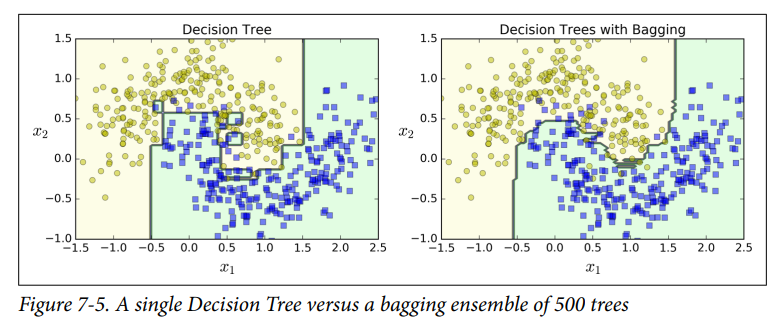 Decision Tree
1.5
1.0
0.5
x2
0.0
−0.5
−1.0
−1.5 −1.0 −0.5 0.0 0.5 1.0 1.5 2.0 2.5
x1
Decision Trees with Bagging
1.5
1.0
0.5
x2
0.0
−0.5
−1.0
−1.5 −1.0 −0.5 0.0 0.5 1.0 1.5 2.0 2.5
x1
Figure 7-5. A single Decision Tree versus a bagging ensemble of 500 trees